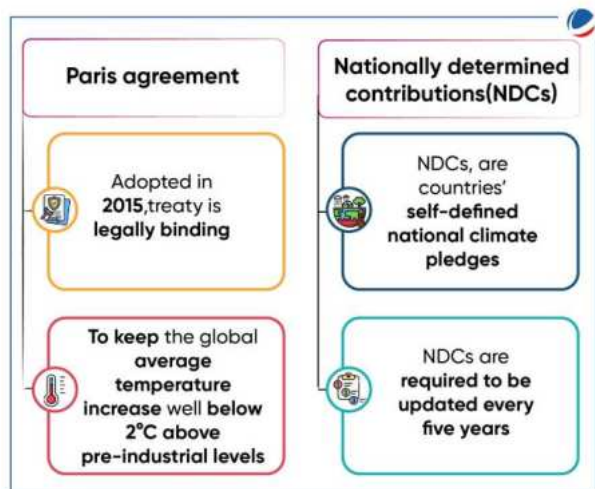 Paris agreement
Adopted in
2015,treaty is
legally binding
To keep the global
average
temperature
increase well below
2°C above
pre-industrial levels
Nationally determined
contributions(NDCs)
NDCs, are
countries'
self-defined
national climate
pledges
NDCs are
required to be
updated every
five years